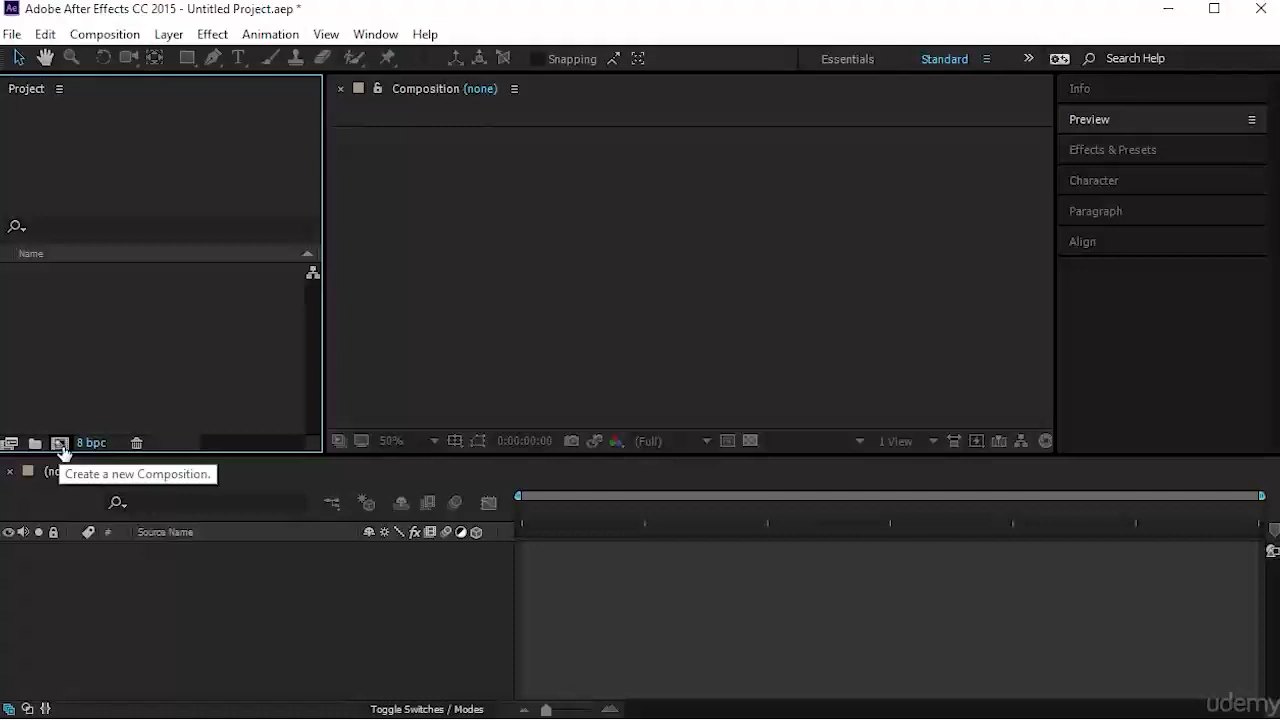 Ae Adobe After Effects CC 2015 - Untitled Project.aep *
File Edit Composition Layer Effect Animation View Window Help
Snapping Essentials Standard Search Help
Project
Composition (none)
Info
Preview
Effects & Presets
Character
Paragraph
Align
Name
8 bpc
50% 0:00:00:00 (Full) 1 View
Create a new Composition.
# Source Name
fx
Toggle Switches / Modes
udemy